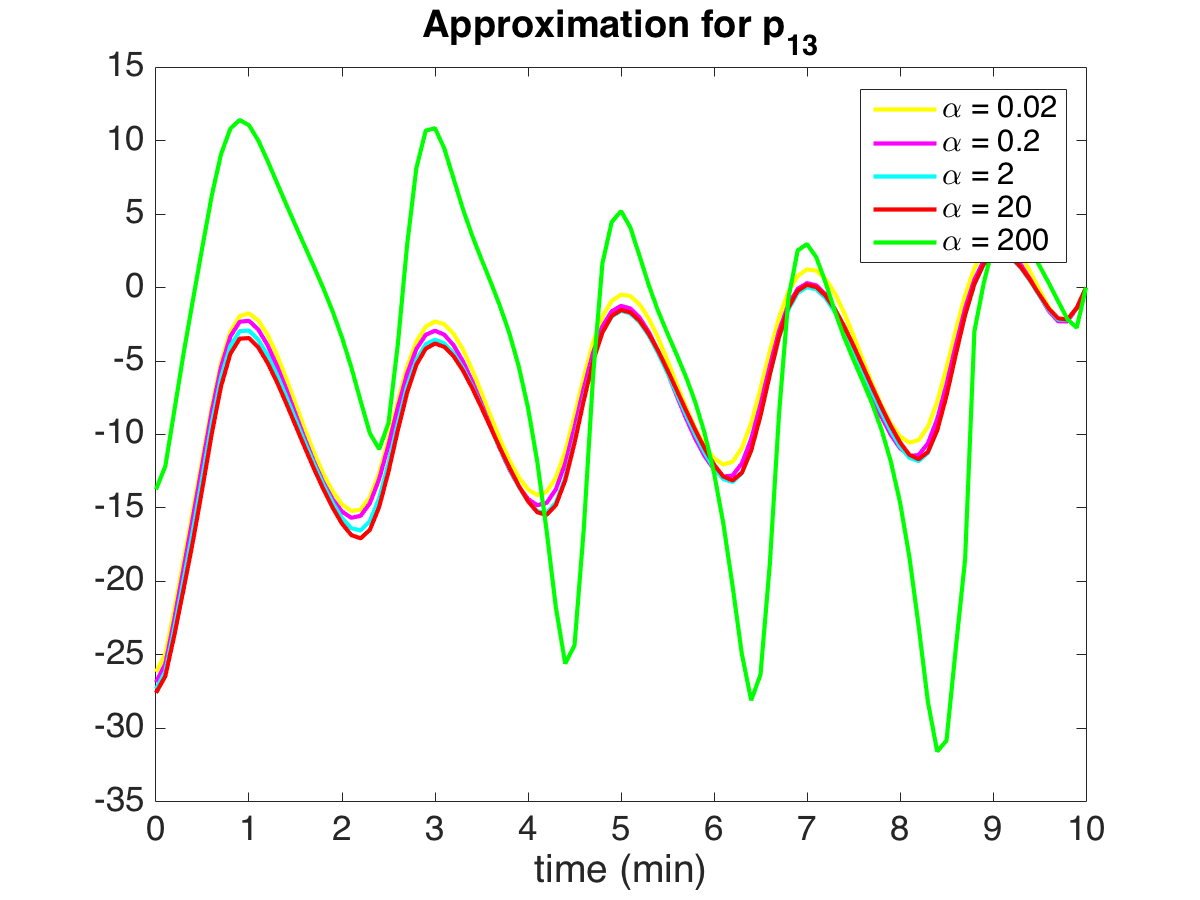 Approximation for p₁₃
15
10
5
0
-5
-10
-15
-20
-25
-30
-35
α = 0.02
α = 0.2
α = 2
α = 20
α = 200
0 1 2 3 4 5 6 7 8 9 10
time (min)